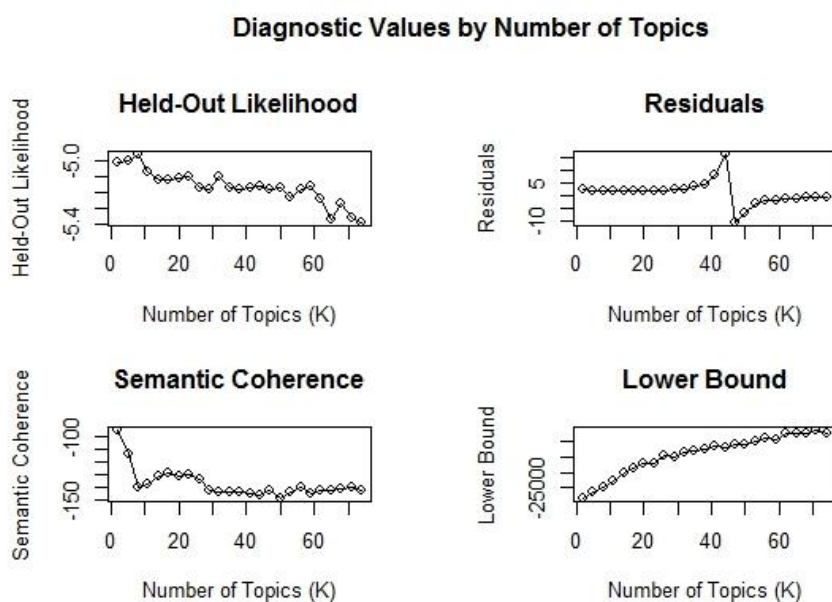 Diagnostic Values by Number of Topics
Held-Out Likelihood
Held-Out Likelihood
-5.0
-5.4
0 20 40 60
Number of Topics (K)
Residuals
Residuals
5
-10
0 20 40 60
Number of Topics (K)
Semantic Coherence
Semantic Coherence
-100
-150
0 20 40 60
Number of Topics (K)
Lower Bound
Lower Bound
-25000
0 20 40 60
Number of Topics (K)